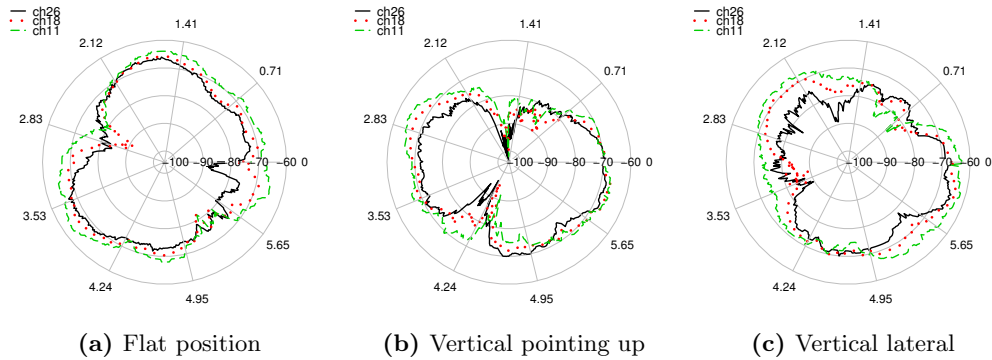 ch26
ch18
ch11
1.41
2.12
0.71
2.83
−100 −90 −80 −70 −60 0
3.53
5.65
4.24
4.95
(a) Flat position
ch26
ch18
ch11
1.41
2.12
0.71
2.83
−100 −90 −80 −70 −60 0
3.53
5.65
4.24
4.95
(b) Vertical pointing up
ch26
ch18
ch11
1.41
2.12
0.71
2.83
−100 −90 −80 −70 −60 0
3.53
5.65
4.24
4.95
(c) Vertical lateral